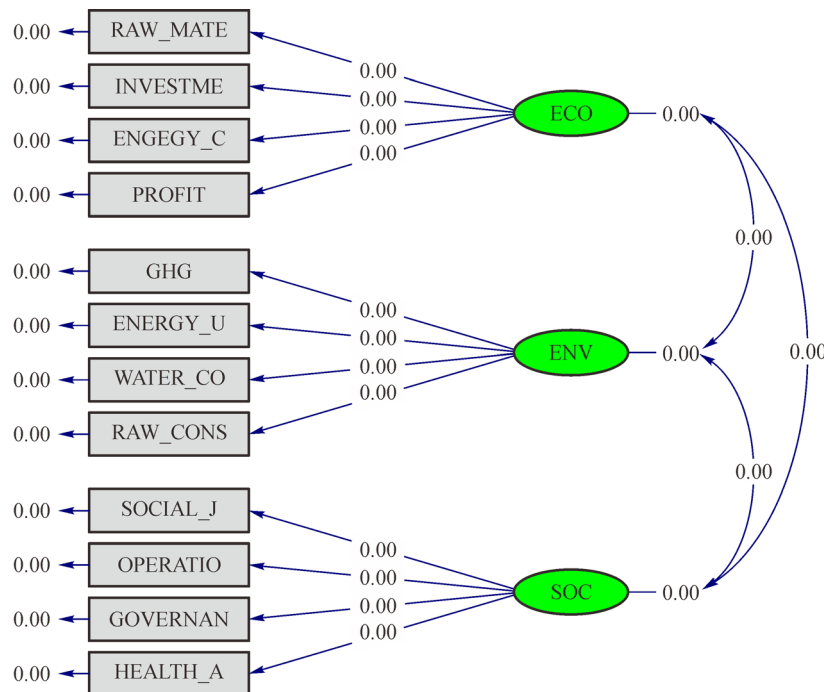 0.00 RAW_MATE
0.00
0.00 INVESTME
0.00
0.00 ENGEGY_C
0.00
0.00 PROFIT
0.00
ECO 0.00
0.00
0.00 GHG
0.00
0.00 ENERGY_U
0.00
0.00 WATER_CO
0.00
0.00 RAW_CONS
0.00
ENV 0.00
0.00
0.00
0.00 SOCIAL_J
0.00
0.00 OPERATIO
0.00
0.00 GOVERNAN
0.00
0.00 HEALTH_A
0.00
SOC 0.00